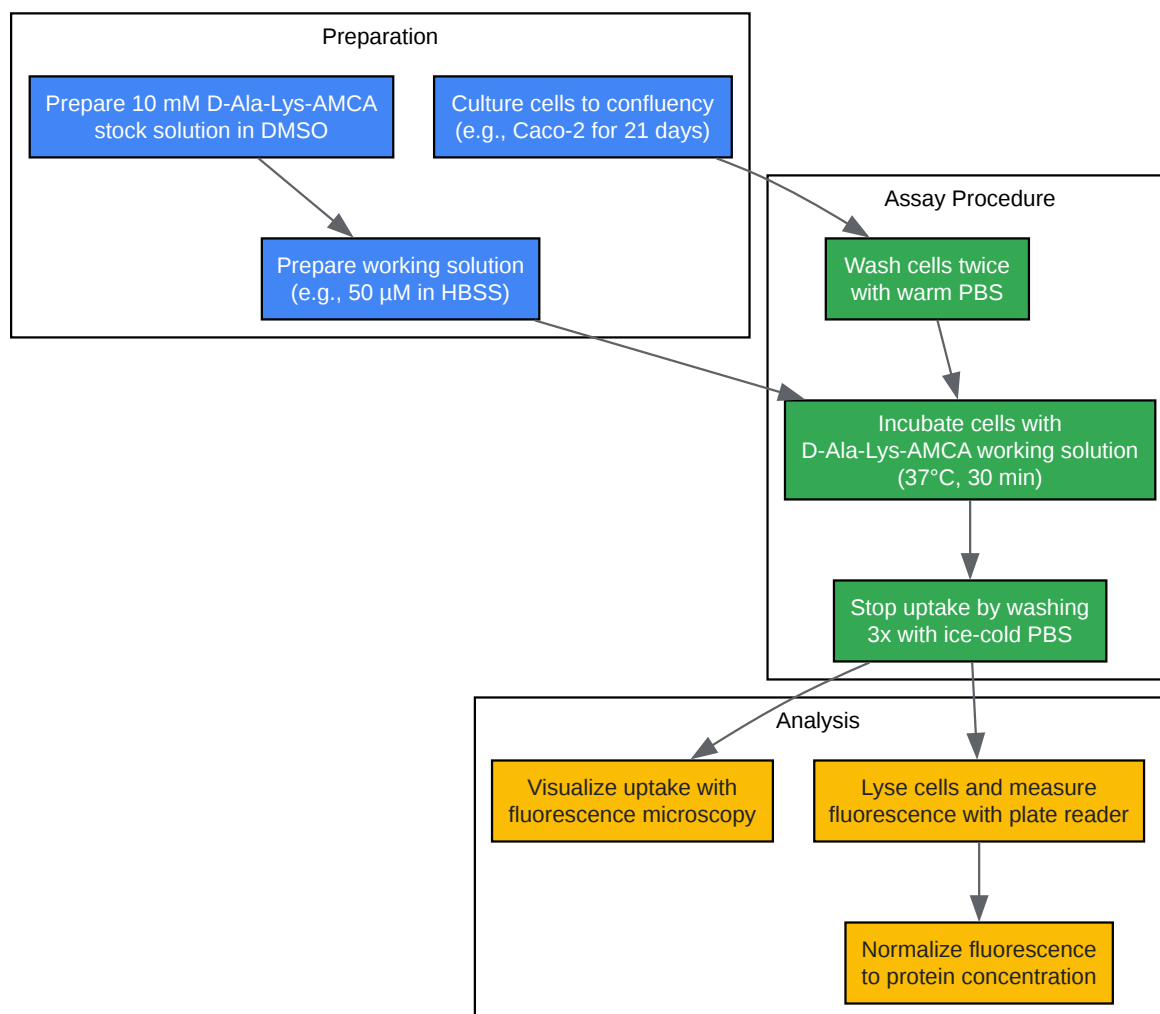 Preparation
Prepare 10 mM D-Ala-Lys-AMCA
stock solution in DMSO
Culture cells to confluency
(e.g., Caco-2 for 21 days)
Prepare working solution
(e.g., 50 µM in HBSS)
Assay Procedure
Wash cells twice
with warm PBS
Incubate cells with
D-Ala-Lys-AMCA working solution
(37°C, 30 min)
Stop uptake by washing
3x with ice-cold PBS
Analysis
Visualize uptake with
fluorescence microscopy
Lyse cells and measure
fluorescence with plate reader
Normalize fluorescence
to protein concentration